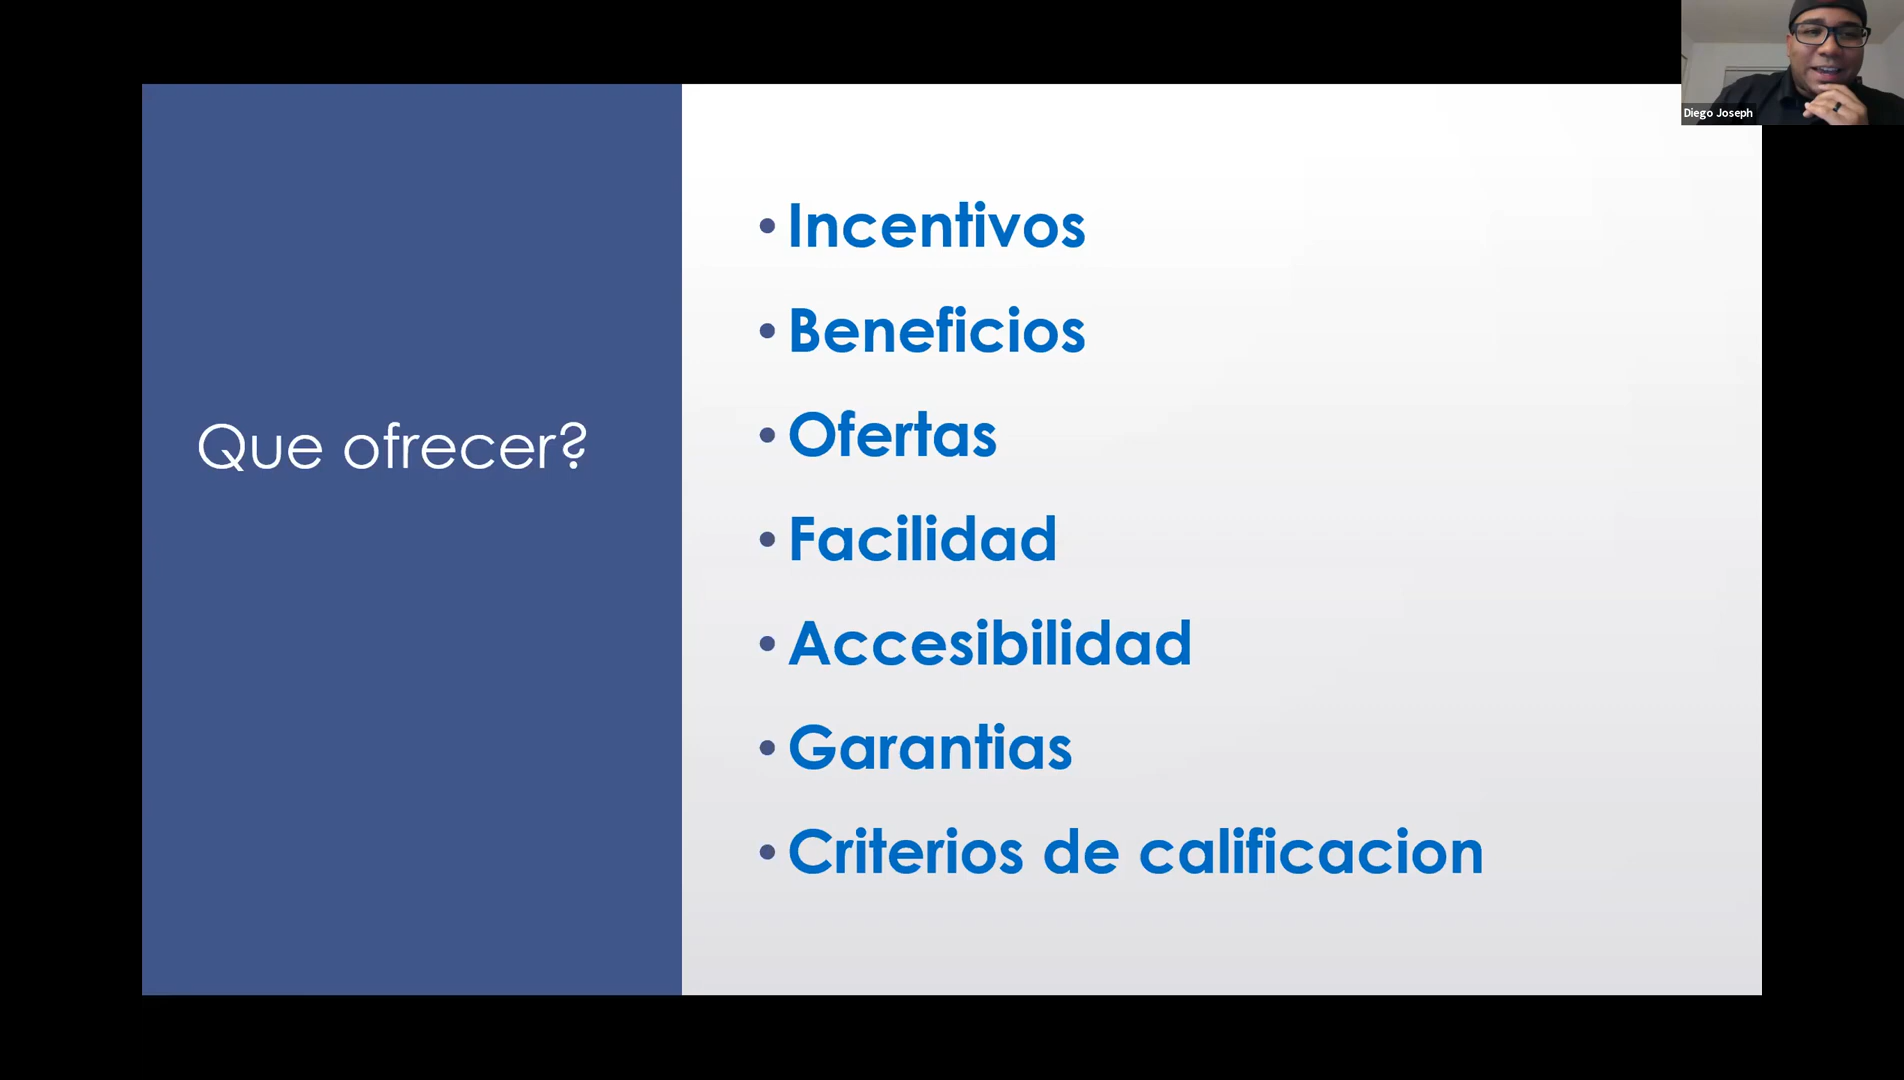 Diego Joseph
Que ofrecer?
• Incentivos
• Beneficios
• Ofertas
• Facilidad
• Accesibilidad
• Garantias
• Criterios de calificacion